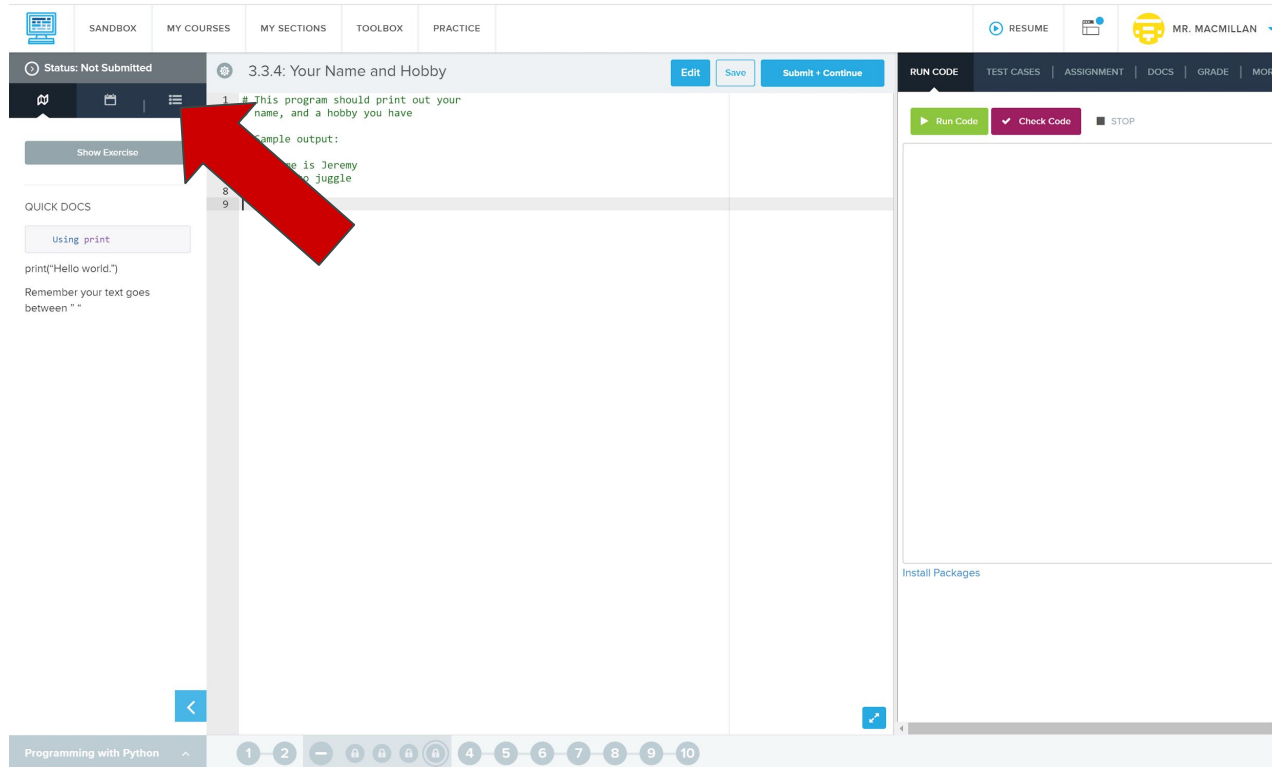 SANDBOX
MY COURSES
MY SECTIONS
TOOLBOX
PRACTICE
RESUME
MR. MACMILLAN
Status: Not Submitted
3.3.4: Your Name and Hobby
Edit
Save
Submit + Continue
RUN CODE
TEST CASES
ASSIGNMENT
DOCS
GRADE
MOR
1 # This program should print out your
name, and a hobby you have
Sample output:
is Jeremy
juggle
8
9
Run Code
Check Code
STOP
Show Exercise
QUICK DOCS
Using print
print("Hello world.")
Remember your text goes
between " “
Install Packages
Programming with Python
1 2 4 5 6 7 8 9 10